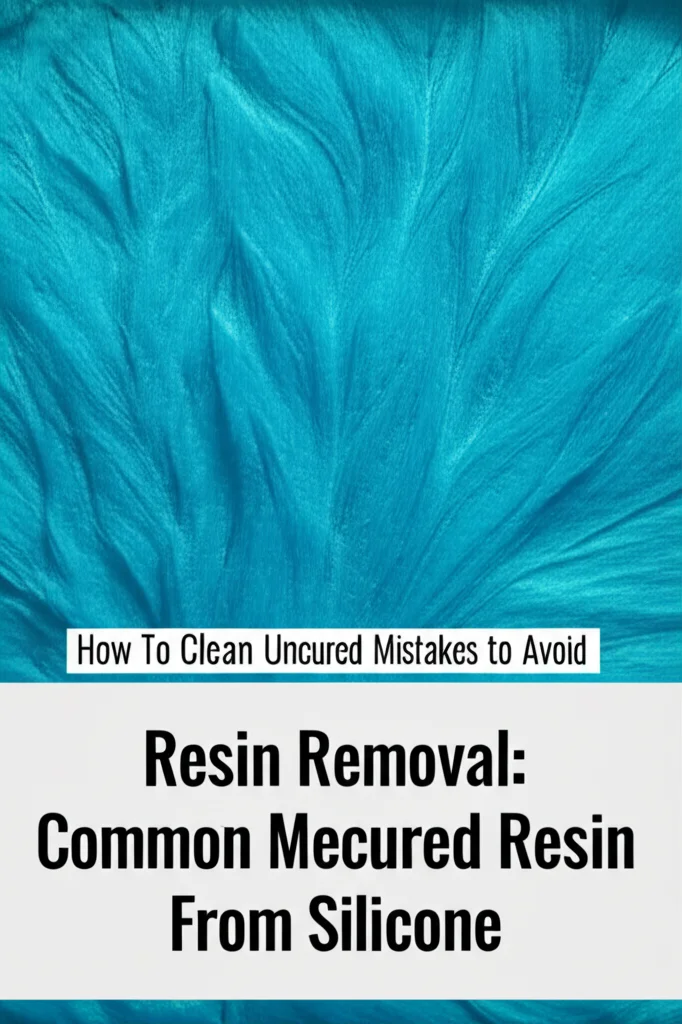 How To Clean Uncured Mistakes to Avoid
Resin Removal:
Common Mecured Resin
From Silicone